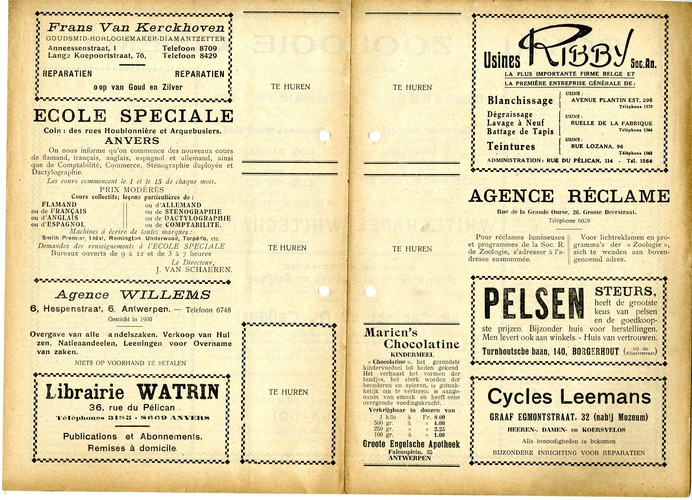 Frans Van Kerckhoven
GOUDSMID-HORLOGIEMAKER-DIAMANTZETTER
Anneessenstraat, 1 Telefoon 8709
Lange Koepoortstraat, 76, Telefoon 8429
REPARATIEN REPARATIEN
op van Goud en Zilver
ECOLE SPECIALE
Coin : des rues Houblonnière et Arquebusiers.
ANVERS
On nous informe qu'on commence des nouveaux cours
de flamand, français, anglais, espagnol et allemand, ainsi
que de Comptabilité, Commerce, Sténographie duployée et
Dactylographie.
Les cours commencent le 1 et le 15 de chaque mois.
PRIX MODÉRÉS
Cours collectifs; leçons particulières de :
FLAMAND ou d'ALLEMAND
ou de FRANÇAIS ou de STENOGRAPHIE
ou d'ANGLAIS ou de DACTYLOGRAPHIE
ou d'ESPAGNOL ou de COMPTABILITE.
Machines à écrire de toutes marques :
Smith Premier, Ideal, Remington, Underwood, Torpédo, etc.
Demandez des renseignements à l'ECOLE SPECIALE
Bureaux ouverts de 9 à 12 et de 3 à 7 heures
Le Directeur,
J. VAN SCHAEREN.
Agence WILLEMS
6, Hespenstraat, 6, Antwerpen. — Telefoon 6748
Gesticht in 1900
Overgave van alle andelszaken. Verkoop van Hui
zen, Natieaandeelen, Leeningen voor Overname
van zaken.
NIETS OP VOORHAND TE BETALEN
Librairie WATRIN
36, rue du Pélican
Téléphones 3193 - 8669 ANVERS
Publications et Abonnements.
Remises à domicile
TE HUREN
TE HUREN
TE HUREN
TE HUREN
TE HUREN
Marien's
Chocolatine
KINDERMEEL
« Chocolatine », het gezondste
kindervoedsel tot heden gekend
Het verhaast het vormen der
tandjes, het sterk worden der
beenderen en spieren, is gemak-
kelijk om te verteren, is aange-
naam van smaak en heeft eene
overgroote voedingskracht.
Verkrijgbaar in doozen van :
1 kilo à Fr. 8.00
500 gr. à » 4.00
250 gr. à » 2.25
100 gr. à » 1.00
Groote Engelsche Apotheek
Falconplein, 35
ANTWERPEN
Usines RIBBY Soc. An.
LA PLUS IMPORTANTE FIRME BELGE ET
LA PREMIÈRE ENTREPRISE GÉNÉRALE DE :
Blanchissage
Dégraissage
Lavage à Neuf
Battage de Tapis
Teintures
USINE :
AVENUE PLANTIN EST, 295
Téléphone 1570
USINE :
RUELLE DE LA FABRIQUE
Téléphone 1564
USINE :
RUE LOZANA, 96
Téléphone 1562
ADMINISTRATION : RUE DU PÉLICAN, 114 - Tél. 1564
AGENCE RÉCLAME
Rue de la Grande Ourse, 26, Groote Beerstraat.
Téléphone 6029
Pour réclames lumineuses
et programmes de la Soc. R.
de Zoologie, s'adresser à l'a-
dresse susnommée.
Voor lichtreklamen en pro-
gramma's der « Zoologie »,
zich te wenden aan boven-
genoemd adres.
PELSEN STEURS,
heeft de grootste
keus van pelsen
en de goedkoop-
ste prijzen. Bijzonder huis voor herstellingen.
Men levert ook aan winkels. - Huis van vertrouwen.
Turnhoutsche baan, 140, BORGERHOUT
Cycles Leemans
GRAAF EGMONTSTRAAT, 32 (nabij Muzeum)
HEEREN-, DAMEN- en KOERSVELOS
Alle benoodigheden te bekomen
BIJZONDERE INRICHTING VOOR REPARATIEN